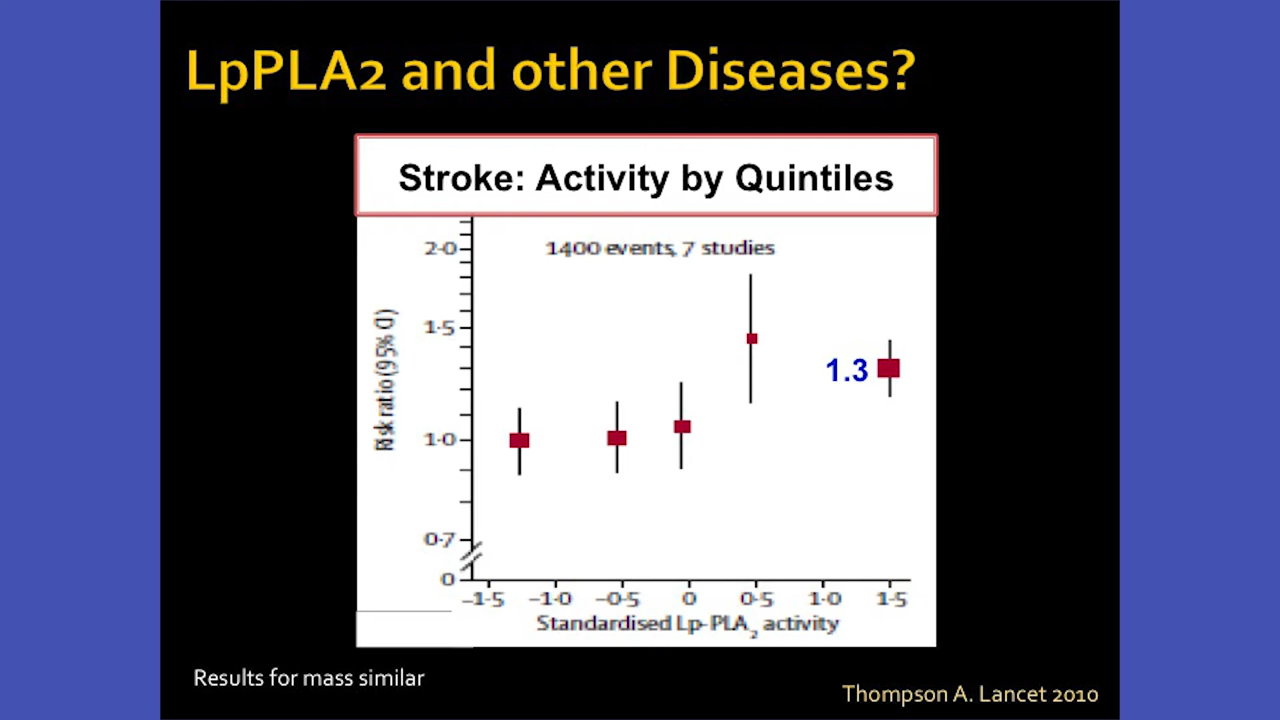 LpPLA2 and other Diseases?
Stroke: Activity by Quintiles
1400 events, 7 studies
Risk ratio (95% CI)
2·0
1·5
1·0
0·7
0
1.3
–1·5 –1·0 –0·5 0 0·5 1·0 1·5
Standardised Lp-PLA₂ activity
Results for mass similar
Thompson A. Lancet 2010